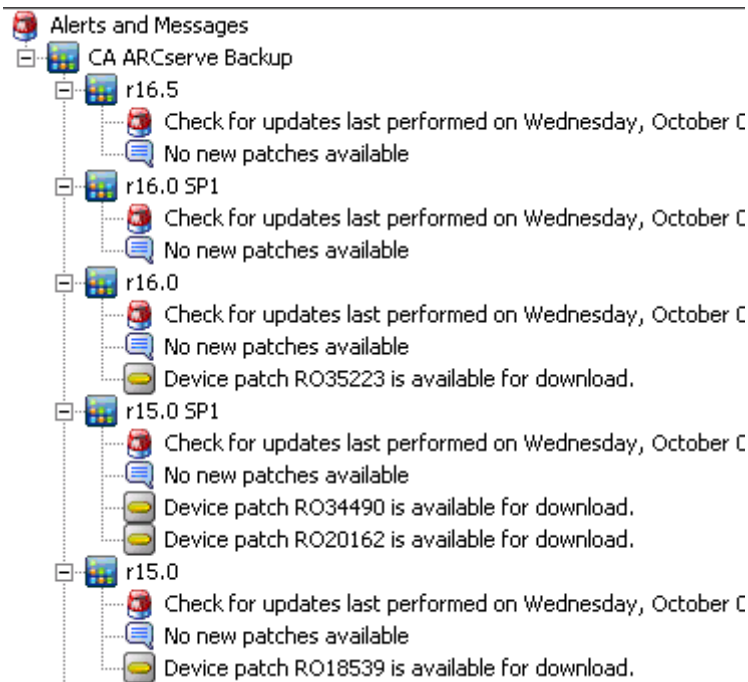 Alerts and Messages
CA ARCserve Backup
r16.5
Check for updates last performed on Wednesday, October
No new patches available
r16.0 SP1
Check for updates last performed on Wednesday, October
No new patches available
r16.0
Check for updates last performed on Wednesday, October
No new patches available
Device patch RO35223 is available for download.
r15.0 SP1
Check for updates last performed on Wednesday, October
No new patches available
Device patch RO34490 is available for download.
Device patch RO20162 is available for download.
r15.0
Check for updates last performed on Wednesday, October
No new patches available
Device patch RO18539 is available for download.